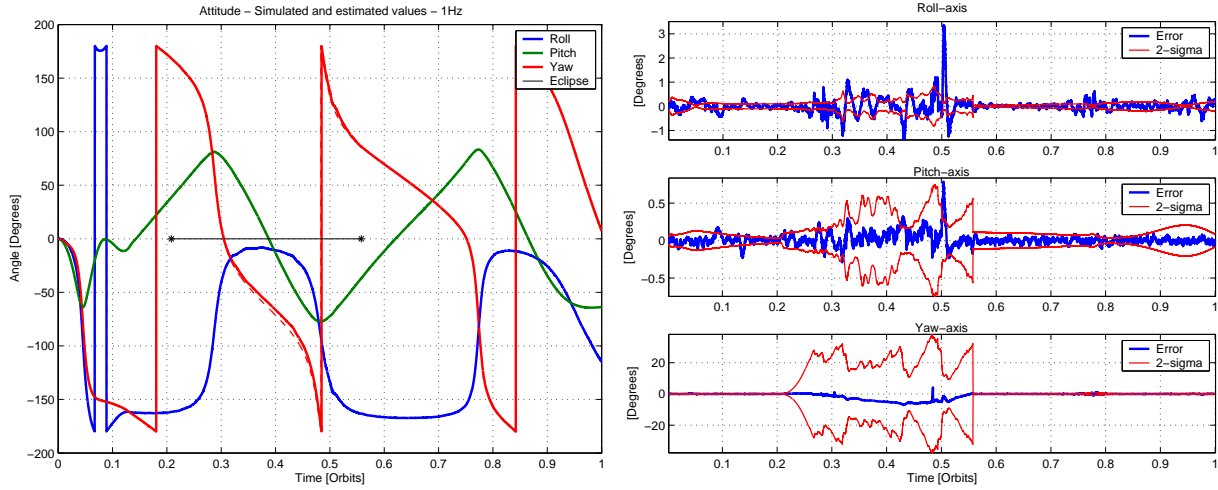 Attitude – Simulated and estimated values – 1Hz
200
150
100
50
0
−50
−100
−150
−200
Angle [Degrees]
Roll
Pitch
Yaw
Eclipse
0 0.1 0.2 0.3 0.4 0.5 0.6 0.7 0.8 0.9 1
Time [Orbits]
Roll−axis
3
2
1
0
−1
[Degrees]
Error
2−sigma
0.1 0.2 0.3 0.4 0.5 0.6 0.7 0.8 0.9 1
Pitch−axis
0.5
0
−0.5
[Degrees]
Error
2−sigma
0.1 0.2 0.3 0.4 0.5 0.6 0.7 0.8 0.9 1
Yaw−axis
20
0
−20
[Degrees]
Error
2−sigma
0.1 0.2 0.3 0.4 0.5 0.6 0.7 0.8 0.9 1
Time [Orbits]